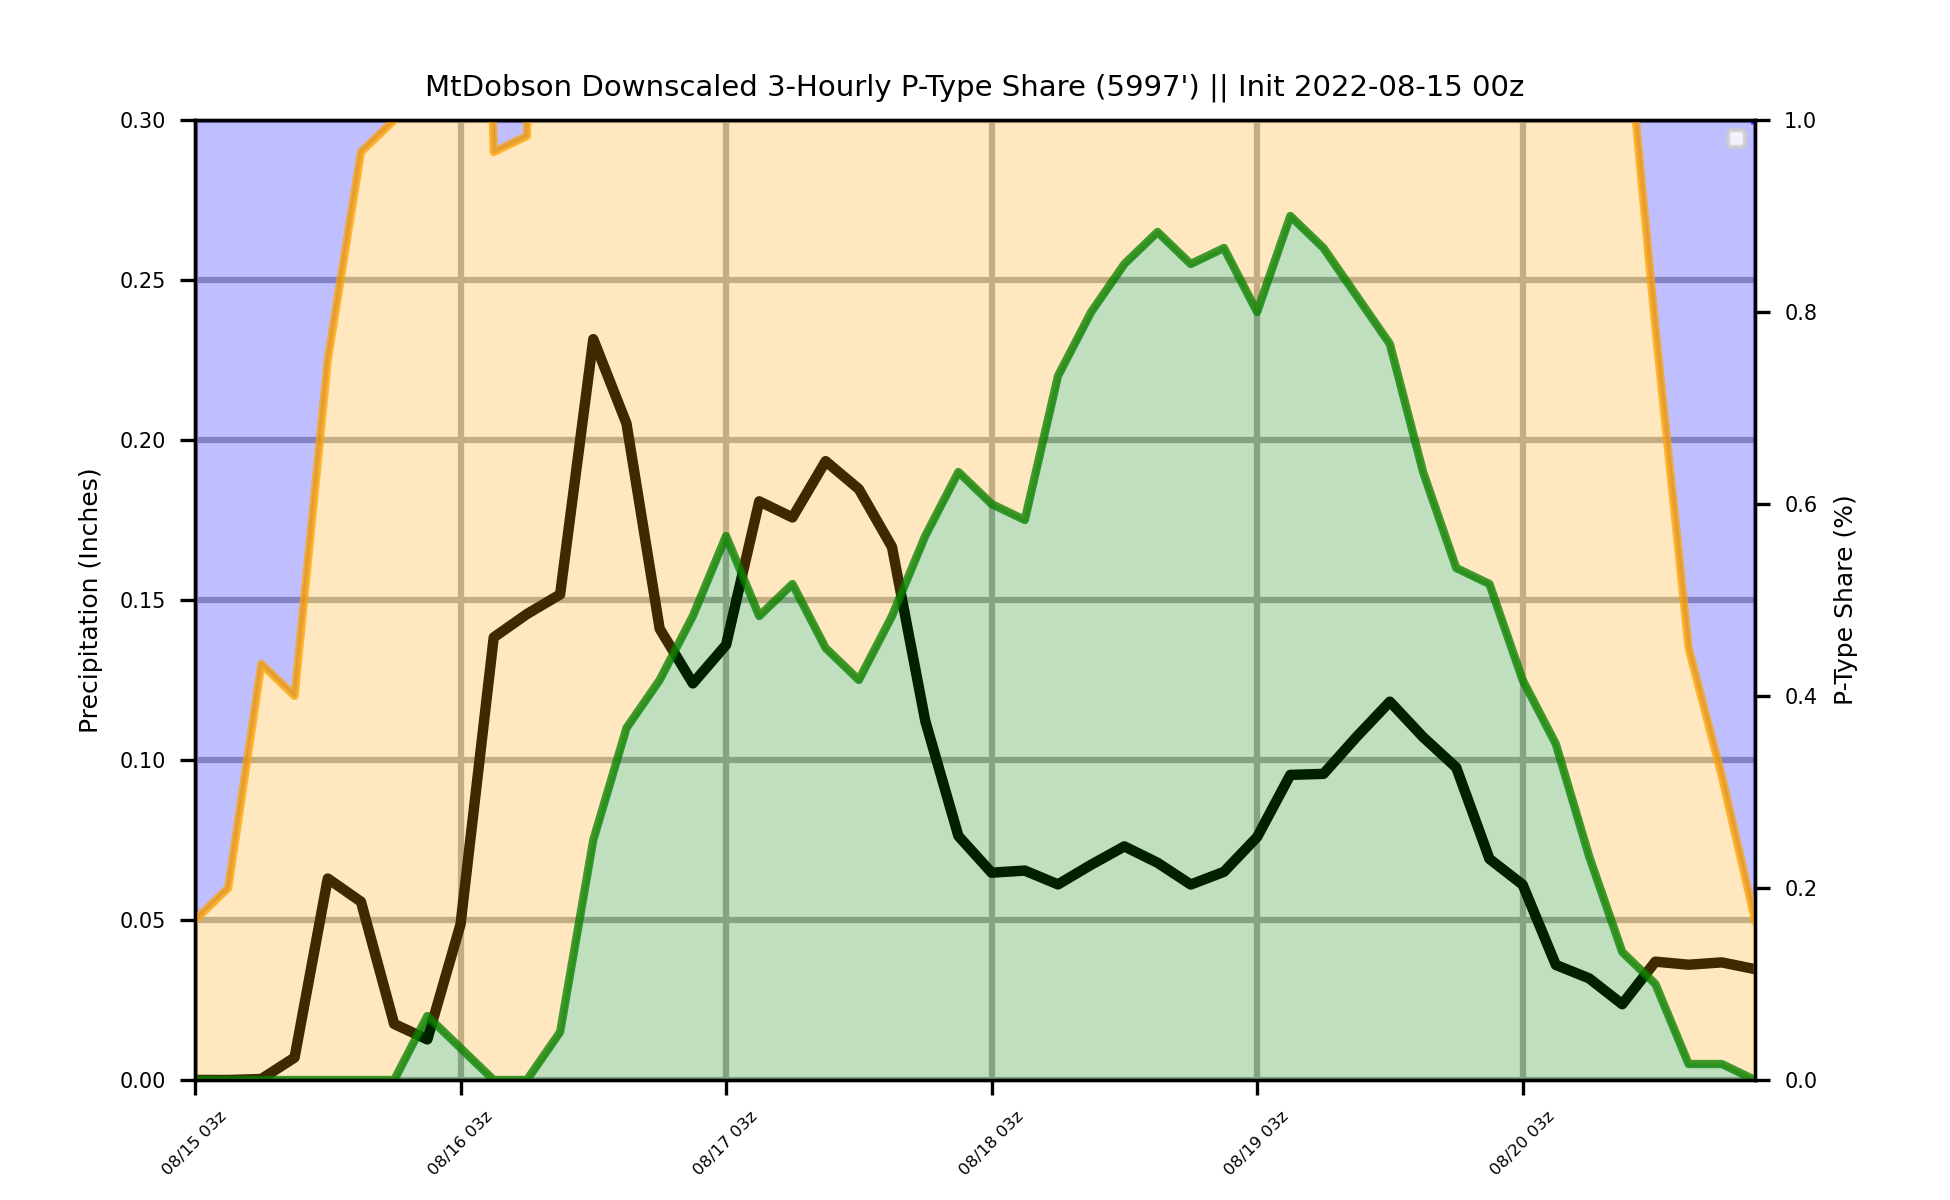 MtDobson Downscaled 3-Hourly P-Type Share (5997') || Init 2022-08-15 00z
0.30
0.25
0.20
0.15
0.10
0.05
0.00
Precipitation (Inches)
1.0
0.8
0.6
0.4
0.2
0.0
P-Type Share (%)
08/15 03z
08/16 03z
08/17 03z
08/18 03z
08/19 03z
08/20 03z